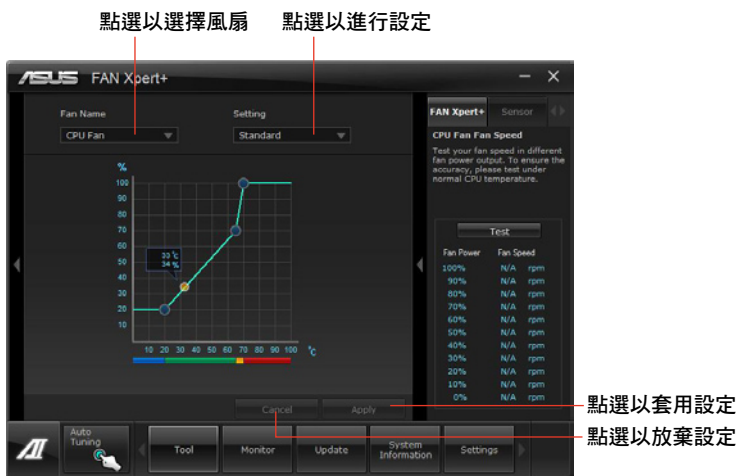 點選以選擇風扇
點選以進行設定
ASUS FAN Xpert+
Fan Name
Setting
CPU Fan
Standard
%
100
90
80
70
60
50
40
30
20
10
33 °C
34 %
10 20 30 40 50 60 70 80 90 100 °C
Cancel
Apply
FAN Xpert+
Sensor
CPU Fan Fan Speed
Test your fan speed in different
fan power output. To ensure the
accuracy, please test under
normal CPU temperature.
Test
Fan Power Fan Speed
100% N/A rpm
90% N/A rpm
80% N/A rpm
70% N/A rpm
60% N/A rpm
50% N/A rpm
40% N/A rpm
30% N/A rpm
20% N/A rpm
10% N/A rpm
0% N/A rpm
點選以套用設定
點選以放棄設定
Auto
Tuning
Tool
Monitor
Update
System
Information
Settings